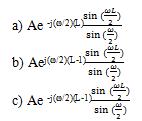 a) Ae -j(ω/2)(L) sin (ωL/2) / sin (ω/2)
b) Aej(ω/2)(L-1) sin (ωL/2) / sin (ω/2)
c) Ae -j(ω/2)(L-1) sin (ωL/2) / sin (ω/2)